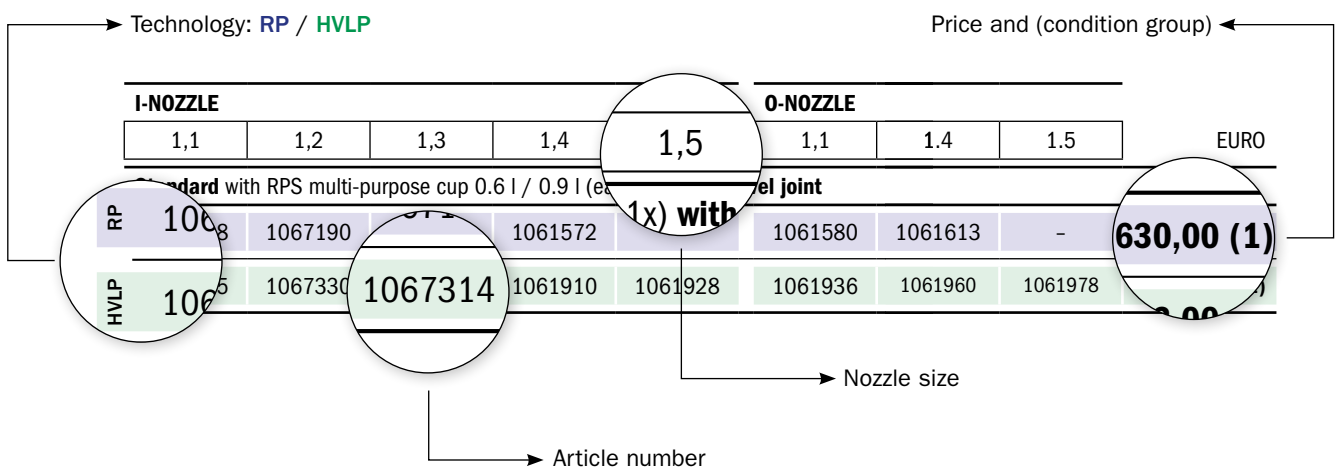 Technology: RP / HVLP
Price and (condition group)
I-NOZZLE O-NOZZLE
1,1 1,2 1,3 1,4 1,5 1,1 1.4 1.5 EURO
with RPS multi-purpose cup 0.6 l / 0.9 l 1x) with joint
RP 1067190 1061572 1061580 1061613 – 630,00 (1)
HVLP 1067330 1067314 1061910 1061928 1061936 1061960 1061978
Nozzle size
Article number